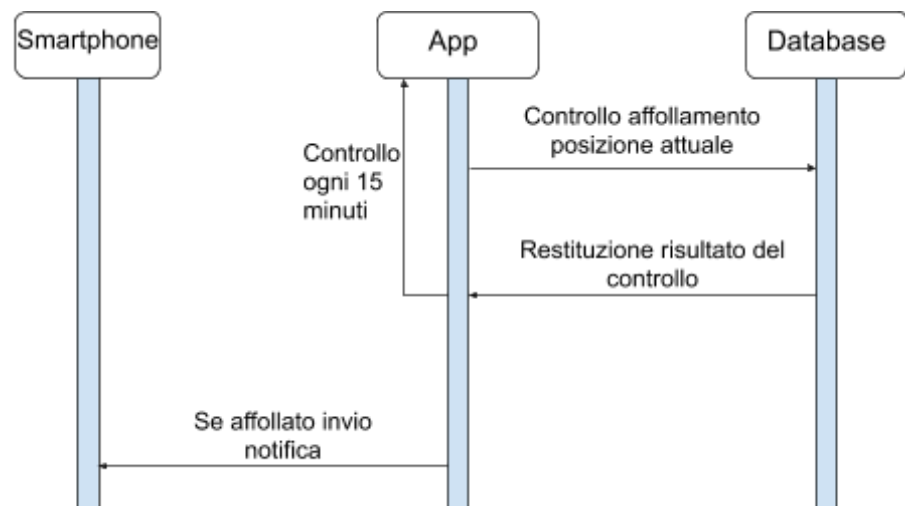 Smartphone
App
Database
Controllo affollamento
posizione attuale
Controllo
ogni 15
minuti
Restituzione risultato del
controllo
Se affollato invio
notifica